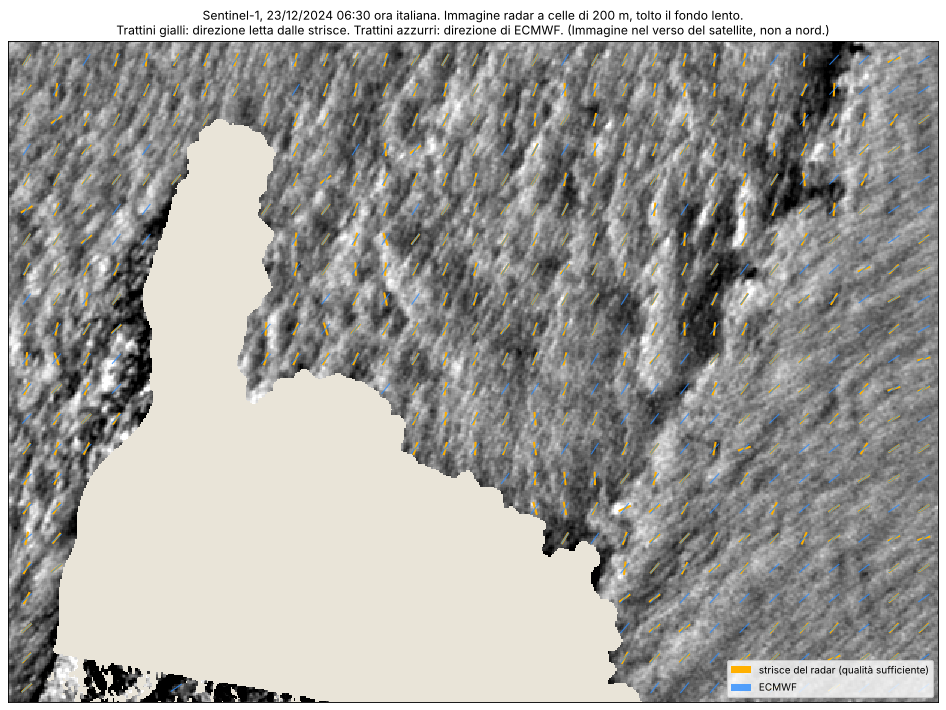 Sentinel-1, 23/12/2024 06:30 ora italiana. Immagine radar a celle di 200 m, tolto il fondo lento.
Trattini gialli: direzione letta dalle strisce. Trattini azzurri: direzione di ECMWF. (Immagine nel verso del satellite, non a nord.)
strisce del radar (qualità sufficiente)
ECMWF